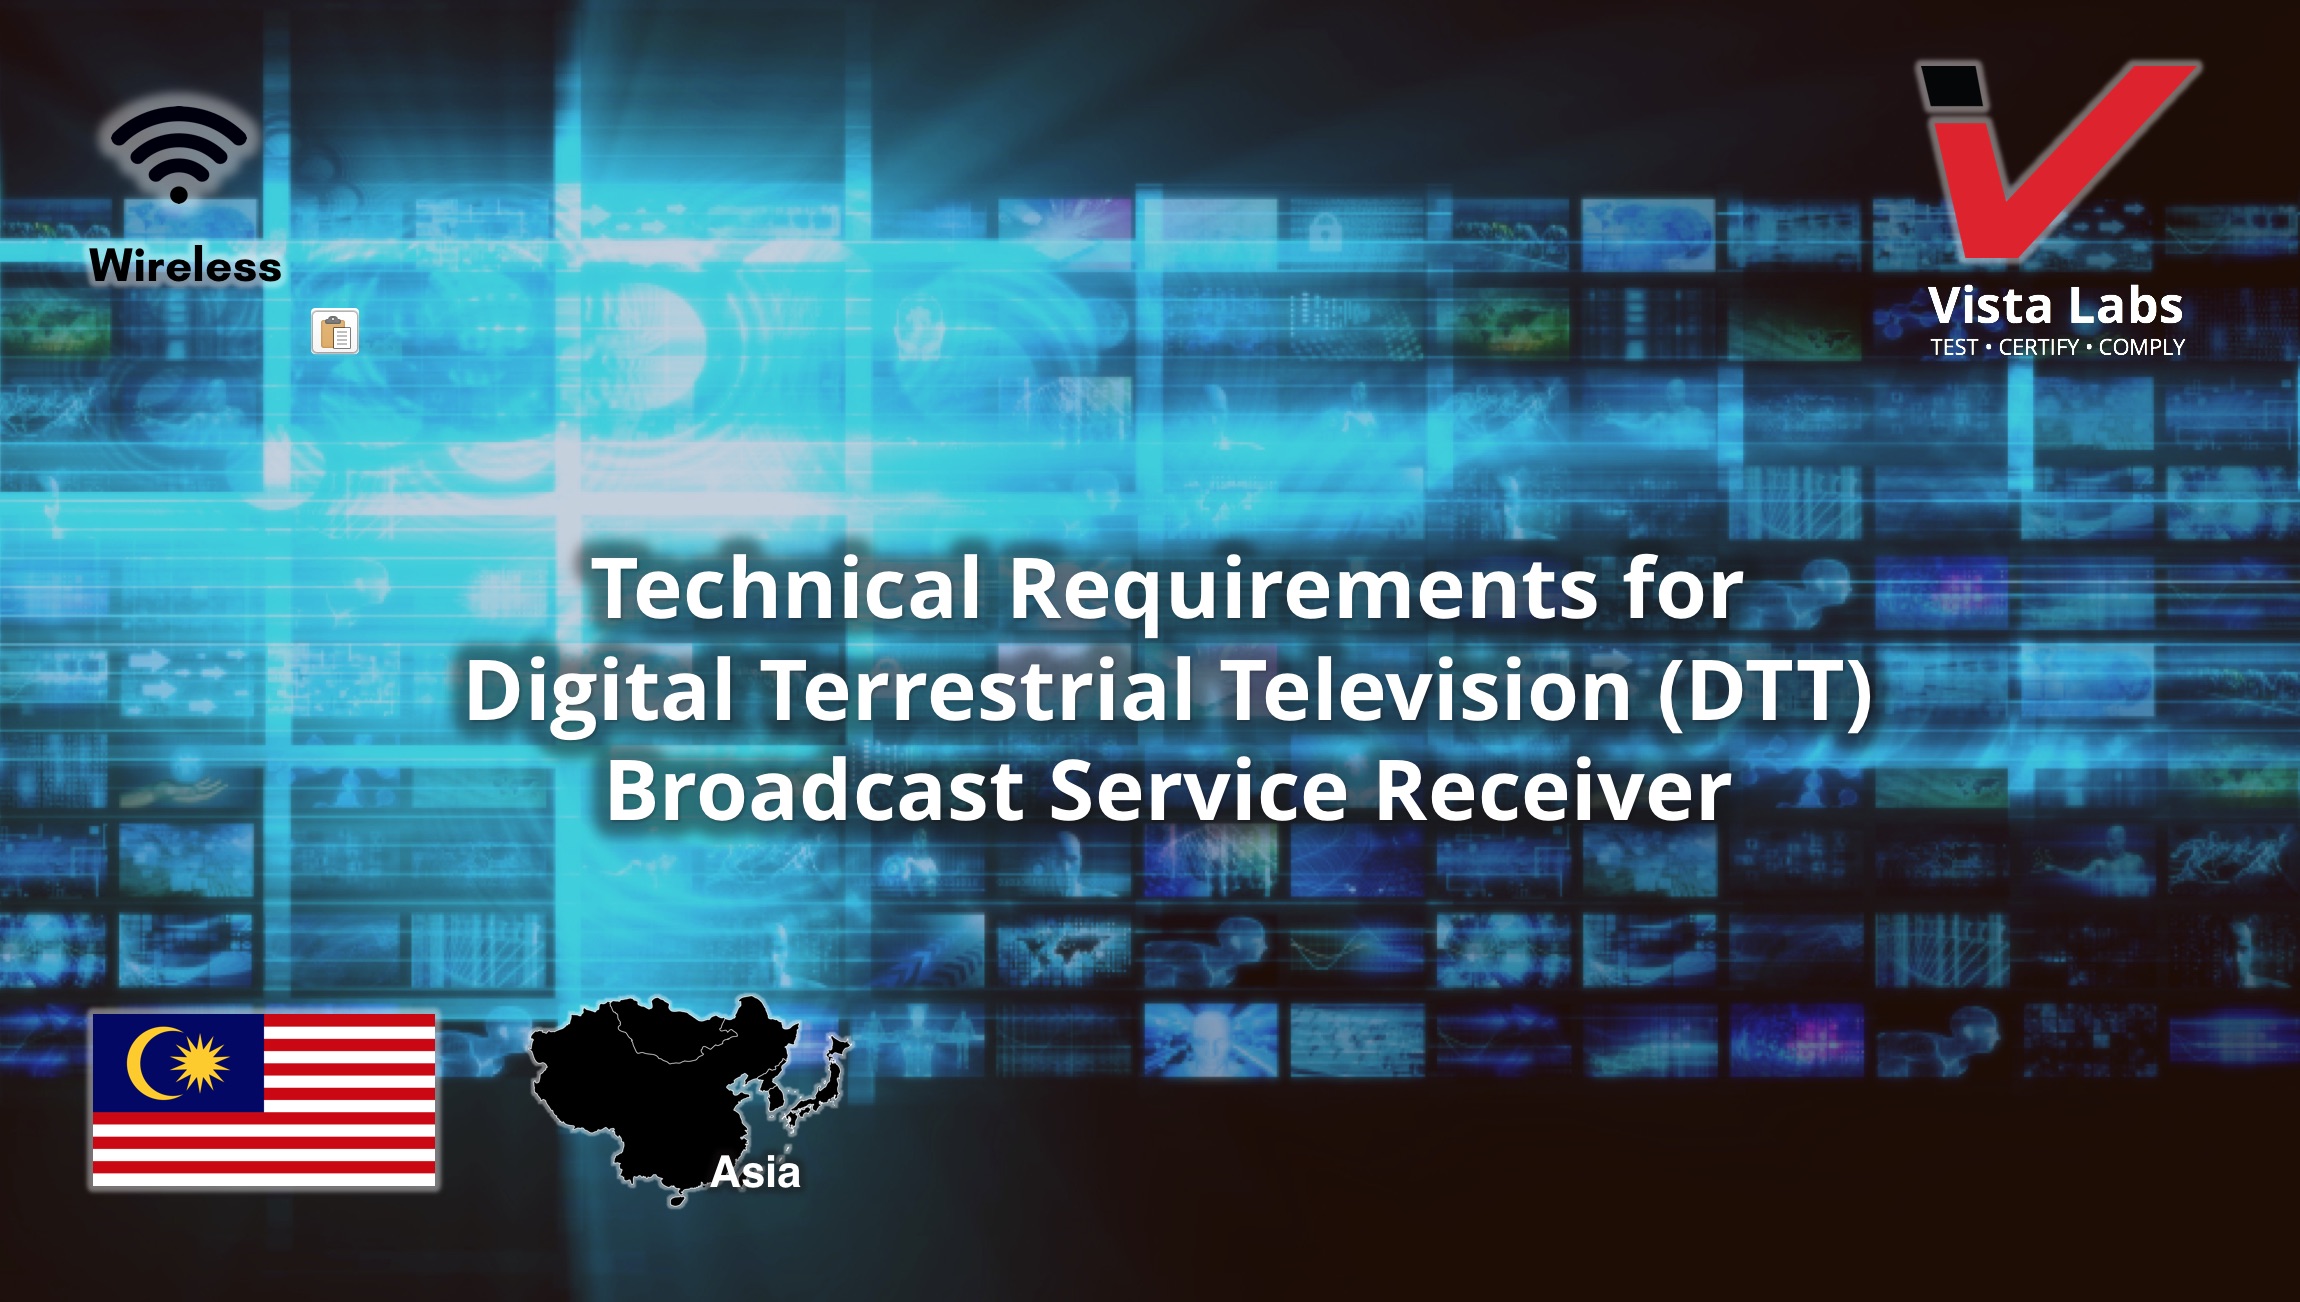 Wireless
Vista Labs
TEST • CERTIFY • COMPLY
Technical Requirements for
Digital Terrestrial Television (DTT)
Broadcast Service Receiver
Asia